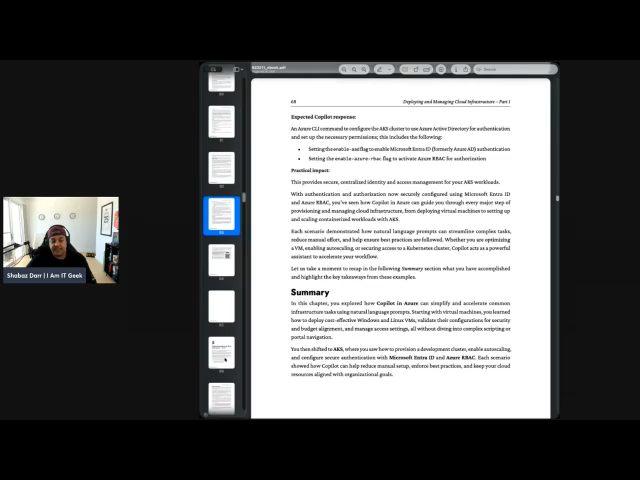 68
Deploying and Managing Cloud Infrastructure – Part 1
Expected Copilot response:
An Azure CLI command to configure the AKS cluster to use Azure Active Directory for authentication
and set up the necessary permissions; this includes the following:
• Setting the enable-aad flag to enable Microsoft Entra ID (formerly Azure AD) authentication
• Setting the enable-azure-rbac flag to activate Azure RBAC for authorization
Practical impact:
This provides secure, centralized identity and access management for your AKS workloads.
With authentication and authorization now securely configured using Microsoft Entra ID
and Azure RBAC, you've seen how Copilot in Azure can guide you through every major step of
provisioning and managing cloud infrastructure, from deploying virtual machines to setting up
and scaling containerized workloads with AKS.
Each scenario demonstrated how natural language prompts can streamline complex tasks,
reduce manual effort, and help ensure best practices are followed. Whether you are optimizing
a VM, enabling autoscaling, or securing access to a Kubernetes cluster, Copilot acts as a powerful
assistant to accelerate your workflow.
Let us take a moment to recap in the following Summary section what you have accomplished
and highlight the key takeaways from these examples.
Summary
In this chapter, you explored how Copilot in Azure can simplify and accelerate common
infrastructure tasks using natural language prompts. Starting with virtual machines, you learned
how to deploy cost-effective Windows and Linux VMs, validate their configurations for security
and budget alignment, and manage access settings, all without diving into complex scripting or
portal navigation.
You then shifted to AKS, where you saw how to provision a development cluster, enable autoscaling,
and configure secure authentication with Microsoft Entra ID and Azure RBAC. Each scenario
showed how Copilot can help reduce manual setup, enforce best practices, and keep your cloud
resources aligned with organizational goals.
Shabaz Darr | I Am IT Geek